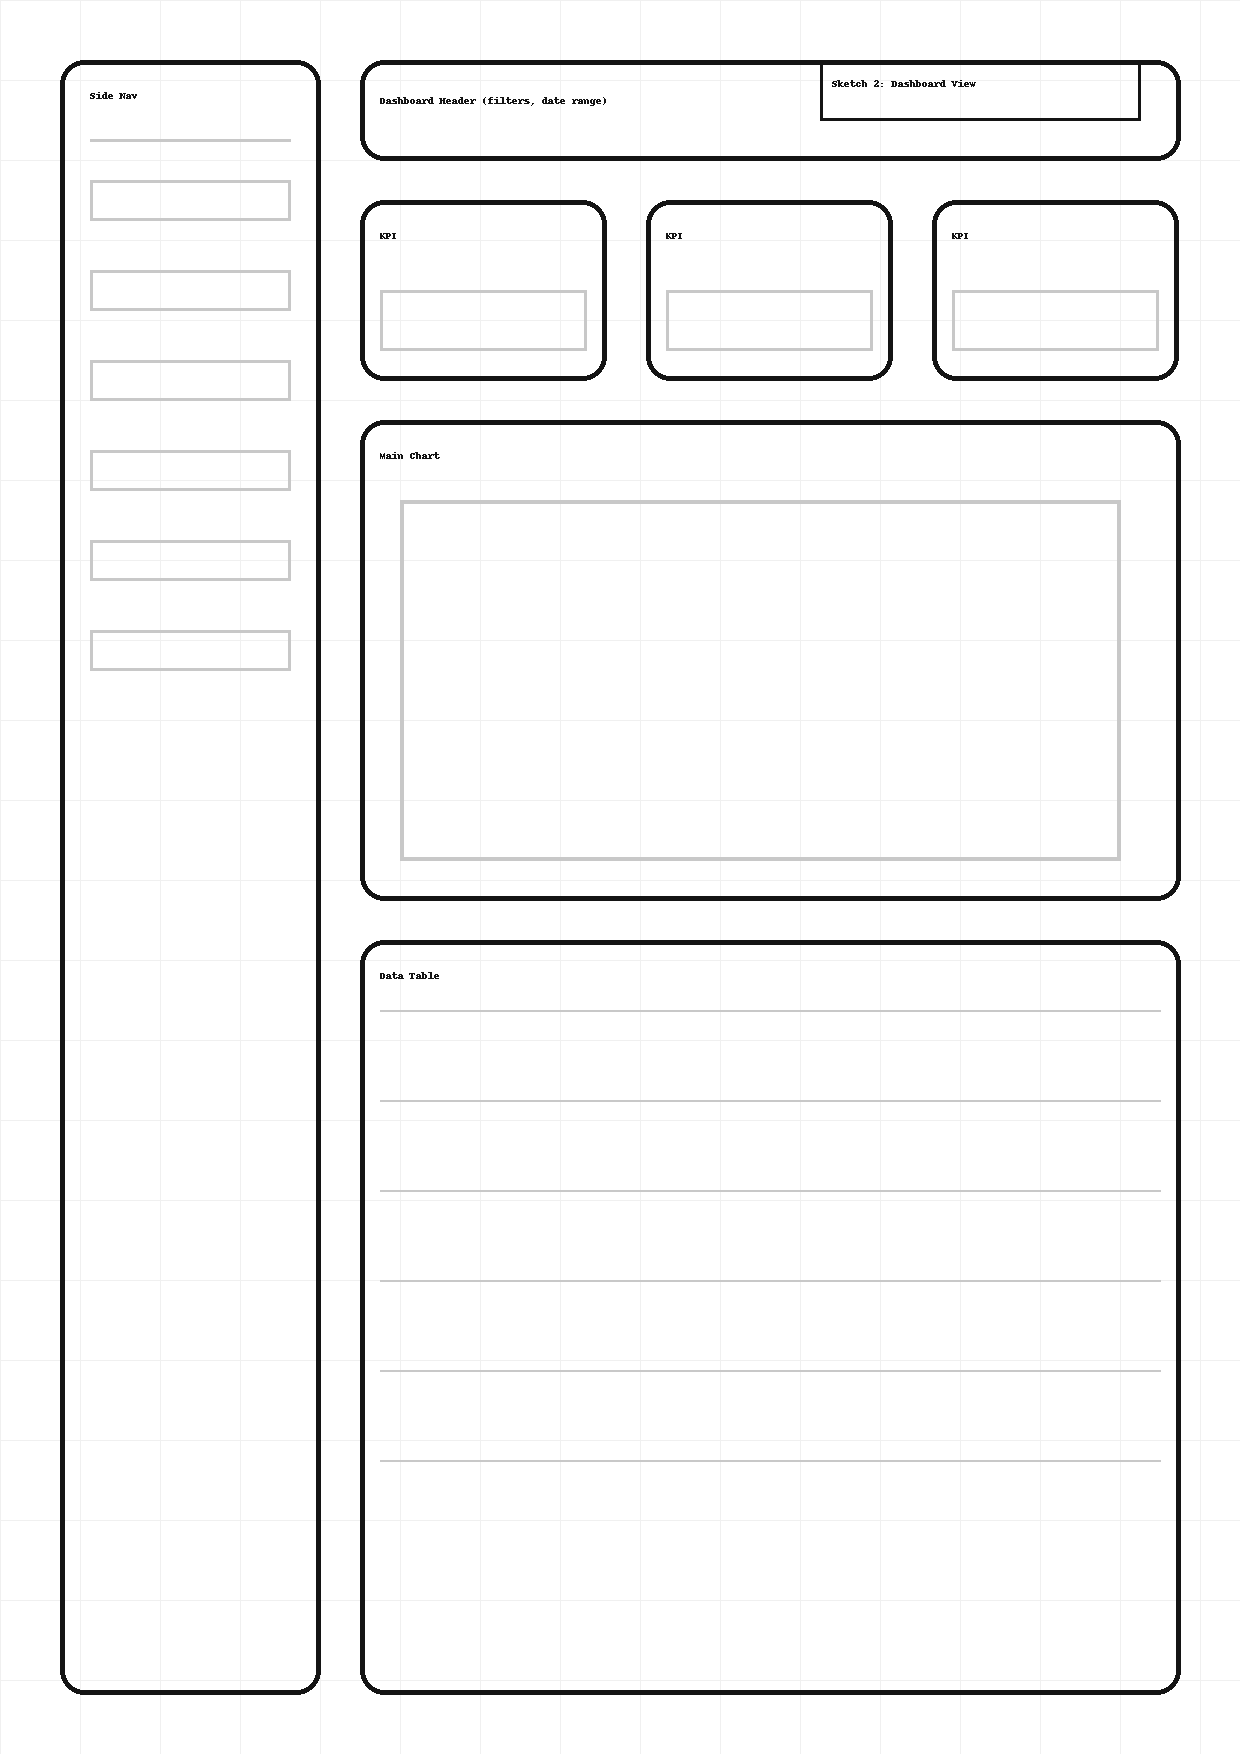 Side Nav
Dashboard Header (filters, date range)
Sketch 2: Dashboard View
KPI
KPI
KPI
Main Chart
Data Table